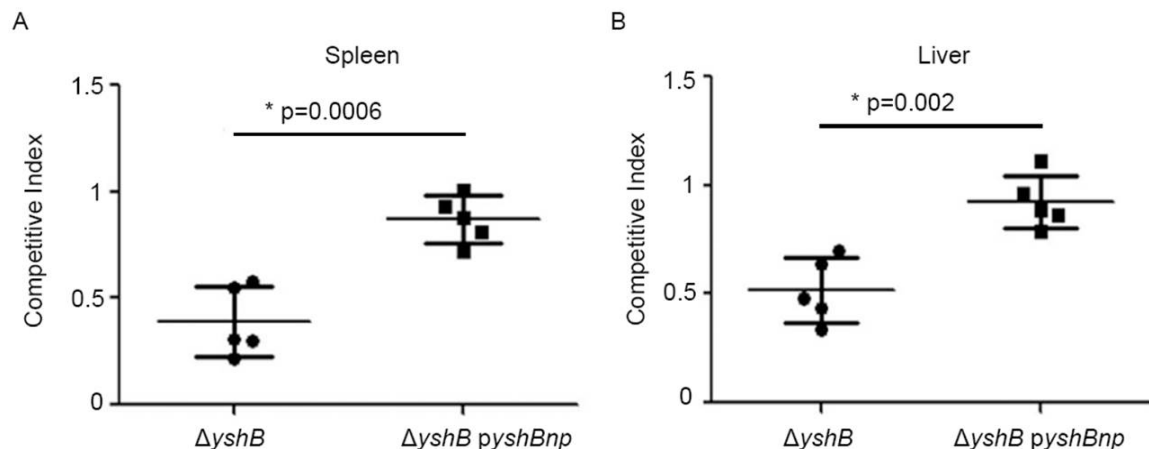 A
Spleen
Competitive Index
1.5
1
0.5
0
* p=0.0006
ΔyshB
ΔyshB pyshBnp
B
Liver
Competitive Index
1.5
1
0.5
0
* p=0.002
ΔyshB
ΔyshB pyshBnp